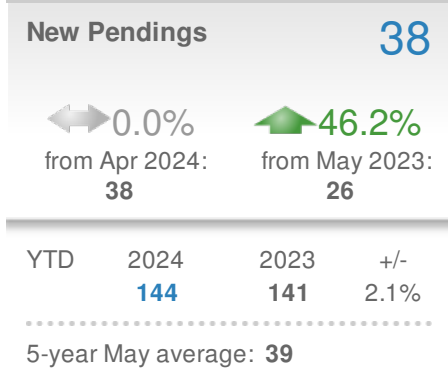 New Pendings 38
0.0% 46.2%
from Apr 2024: from May 2023:
38 26
YTD 2024 2023 +/-
144 141 2.1%
5-year May average: 39